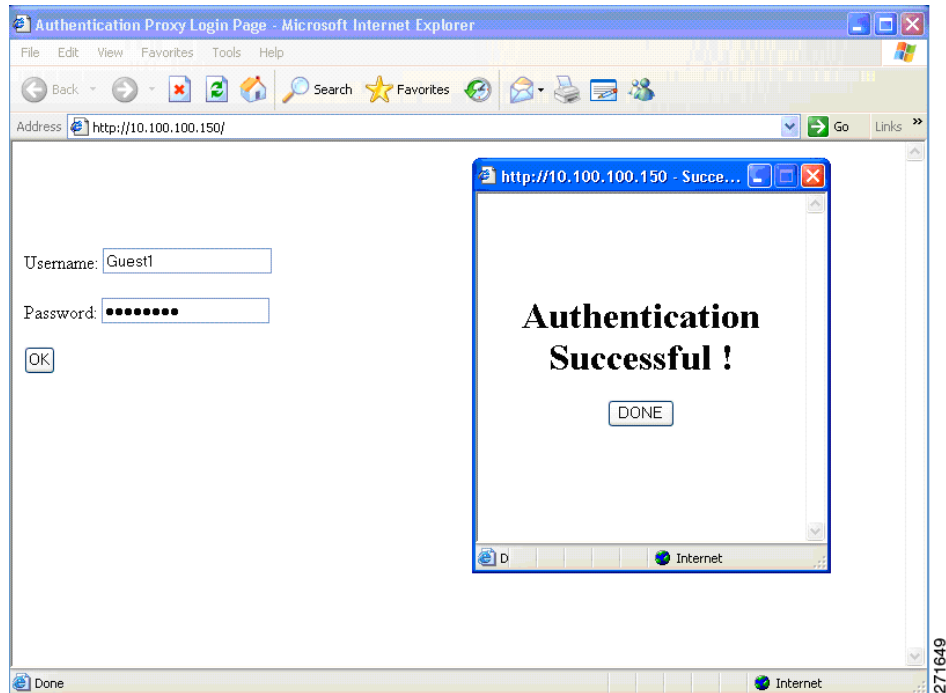 Authentication Proxy Login Page - Microsoft Internet Explorer
File Edit View Favorites Tools Help
Back Search Favorites
Address http://10.100.100.150/ Go Links »
http://10.100.100.150 - Succe...
Username: Guest1
Password: ••••••••
OK
Authentication
Successful !
DONE
D Internet
Done Internet
271649